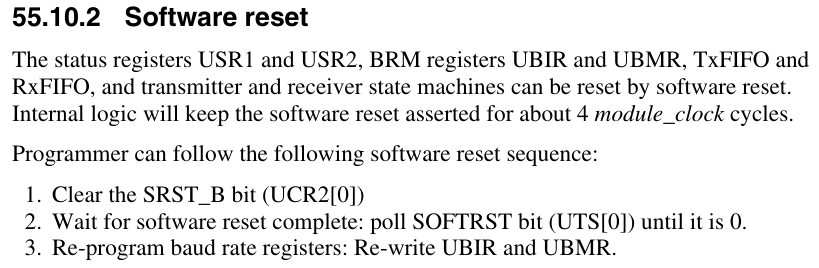 55.10.2 Software reset
The status registers USR1 and USR2, BRM registers UBIR and UBMR, TxFIFO and
RxFIFO, and transmitter and receiver state machines can be reset by software reset.
Internal logic will keep the software reset asserted for about 4 module_clock cycles.
Programmer can follow the following software reset sequence:
1. Clear the SRST_B bit (UCR2[0])
2. Wait for software reset complete: poll SOFTRST bit (UTS[0]) until it is 0.
3. Re-program baud rate registers: Re-write UBIR and UBMR.